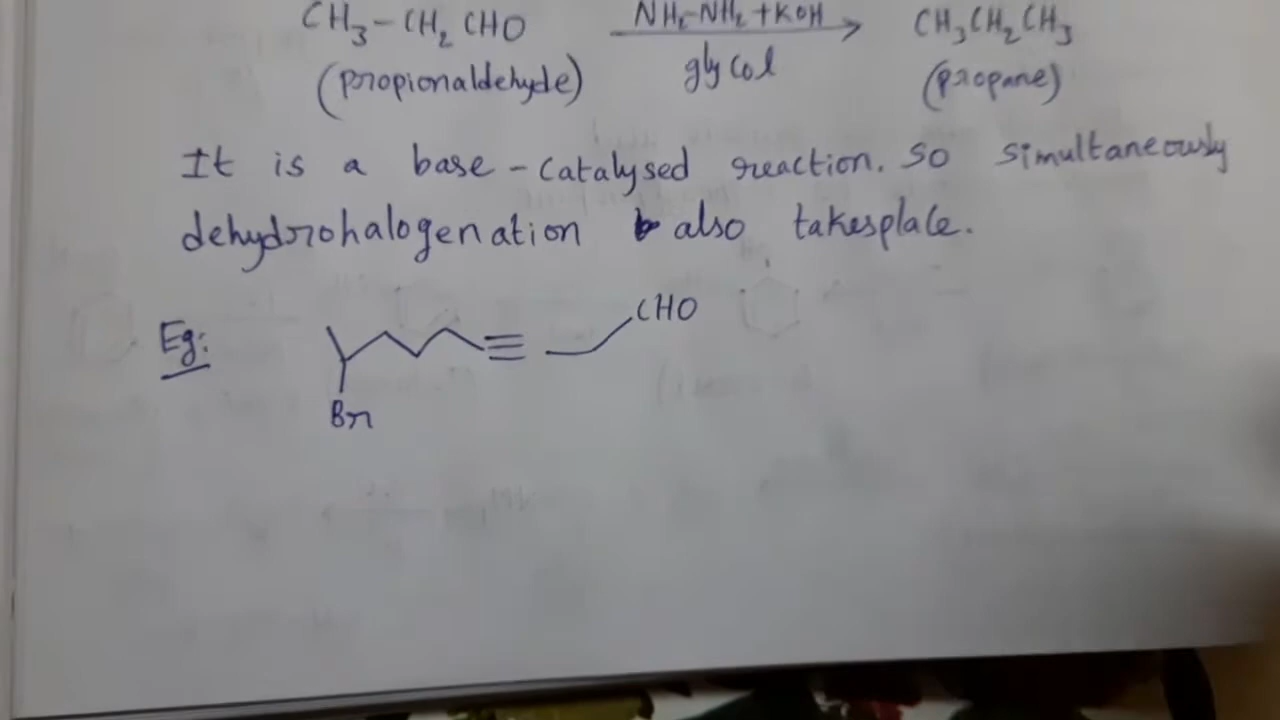 CH3-CH2CHO NH2-NH2+KOH CH3CH2CH3
(propionaldehyde) glycol (propane)
It is a base-catalysed reaction. So simultaneously
dehydrohalogenation also takesplace.
Eg: CHO
Br